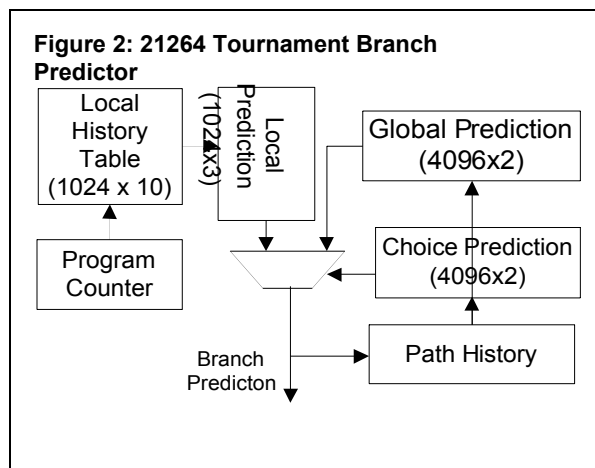 Figure 2: 21264 Tournament Branch
Predictor
Local
History
Table
(1024 x 10)
Local
Prediction
(1024x3)
Global Prediction
(4096x2)
Program
Counter
Choice Prediction
(4096x2)
Path History
Branch
Predicton